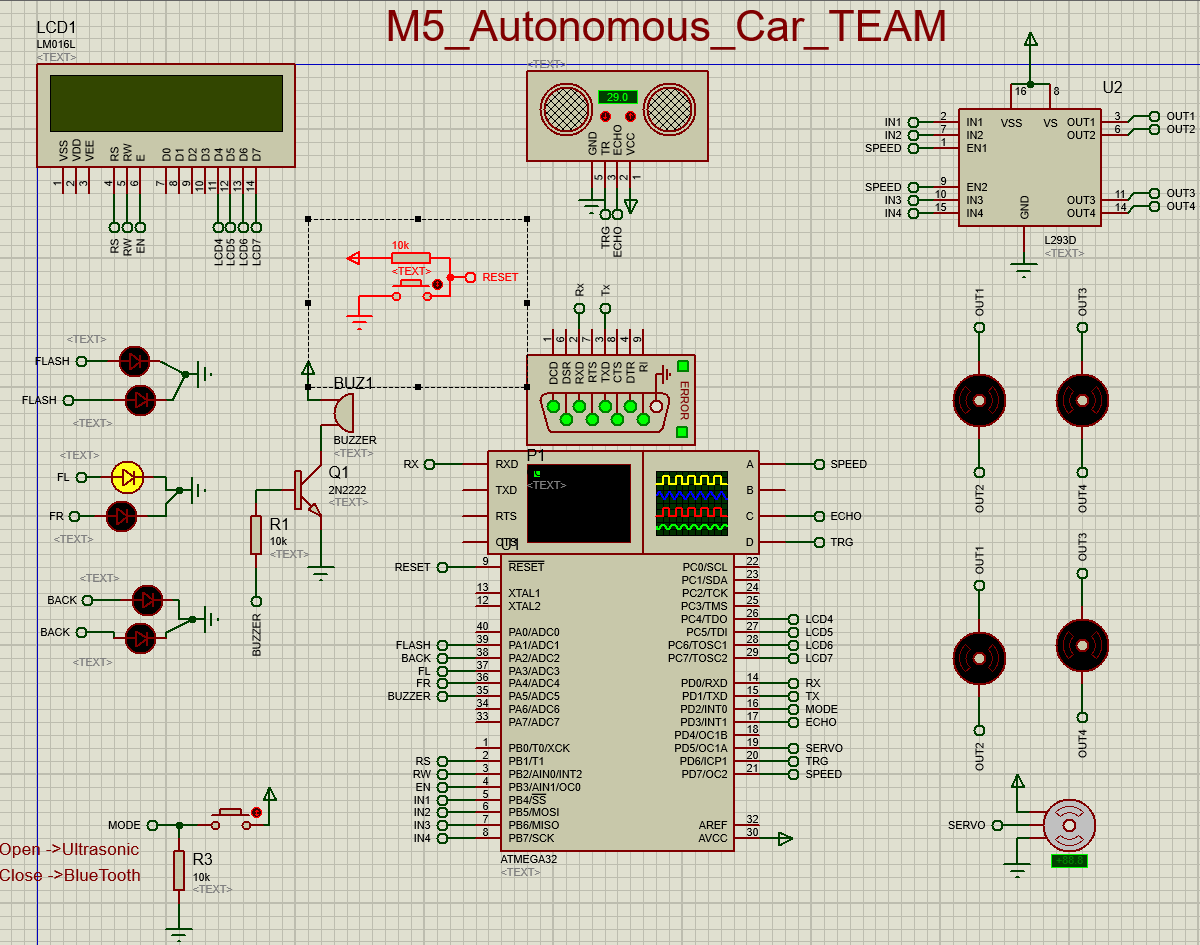 M5_Autonomous_Car_TEAM
LCD1
LM016L
<TEXT>
VSS VDD VEE RS RW E D0 D1 D2 D3 D4 D5 D6 D7
1 2 3 4 5 6 7 8 9 10 11 12 13 14
RS RW EN LCD4 LCD5 LCD6 LCD7
<TEXT>
29.0
GND TR ECHO VCC
5 3 2 1
TRG ECHO
U2
16 8
VSS VS
IN1 2 IN1 OUT1 3 OUT1
IN2 7 IN2 OUT2 6 OUT2
SPEED 1 EN1
SPEED 9 EN2
IN3 10 IN3 OUT3 11 OUT3
IN4 15 IN4 OUT4 14 OUT4
GND
L293D
<TEXT>
10k
<TEXT>
RESET
Rx Tx
1 6 2 7 3 8 4 9
DCD DSR RXD RTS TXD CTS DTR RI
ERROR
P1
<TEXT>
<TEXT>
FLASH
FLASH
<TEXT>
<TEXT>
FL
FR
<TEXT>
<TEXT>
BACK
BACK
<TEXT>
BUZ1
BUZZER
<TEXT>
Q1
2N2222
<TEXT>
R1
10k
<TEXT>
BUZZER
RX RXD A SPEED
TXD B
RTS C ECHO
CTS D TRG
U1
RESET 9 RESET PC0/SCL 22
PC1/SDA 23
13 XTAL1 PC2/TCK 24
12 XTAL2 PC3/TMS 25
PC4/TDO 26 LCD4
40 PA0/ADC0 PC5/TDI 27 LCD5
FLASH 39 PA1/ADC1 PC6/TOSC1 28 LCD6
BACK 38 PA2/ADC2 PC7/TOSC2 29 LCD7
FL 37 PA3/ADC3
FR 36 PA4/ADC4 PD0/RXD 14 RX
BUZZER 35 PA5/ADC5 PD1/TXD 15 TX
34 PA6/ADC6 PD2/INT0 16 MODE
33 PA7/ADC7 PD3/INT1 17 ECHO
PD4/OC1B 18
1 PB0/T0/XCK PD5/OC1A 19 SERVO
RS 2 PB1/T1 PD6/ICP1 20 TRG
RW 3 PB2/AIN0/INT2 PD7/OC2 21 SPEED
EN 4 PB3/AIN1/OC0
IN1 5 PB4/SS
IN2 6 PB5/MOSI
IN3 7 PB6/MISO AREF 32
IN4 8 PB7/SCK AVCC 30
ATMEGA32
<TEXT>
OUT1 OUT3
OUT2 OUT4
OUT1 OUT3
OUT2 OUT4
SERVO
+88.8
MODE
Open ->Ultrasonic
Close ->BlueTooth
R3
10k
<TEXT>